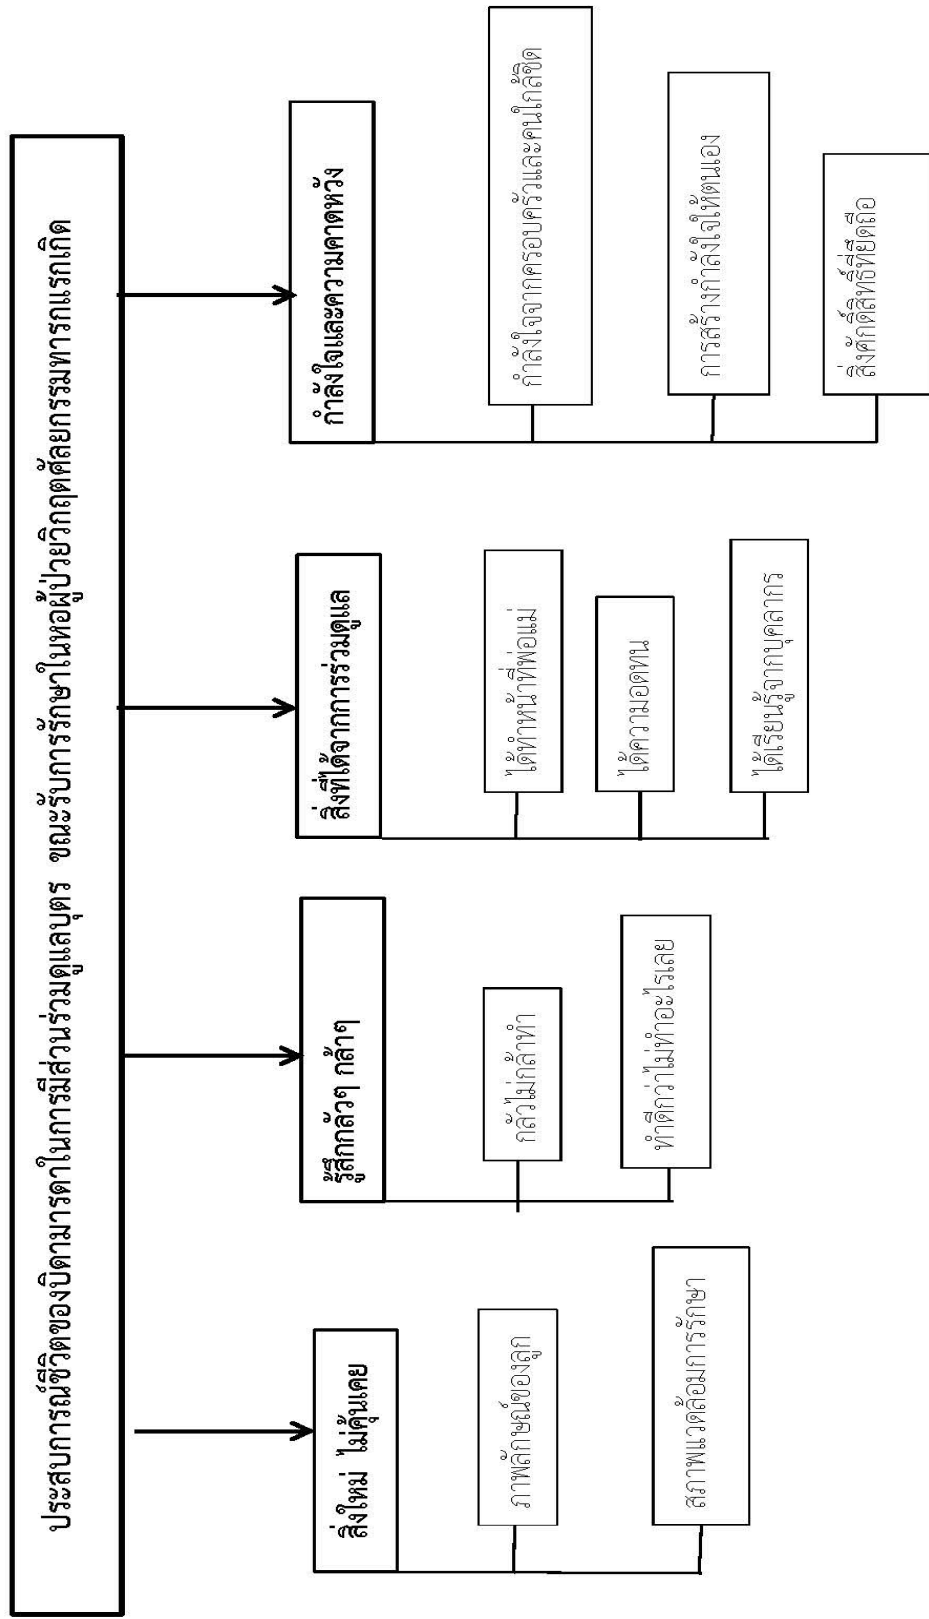 ประสบการณ์ชีวิตของบิดามารดาในการมีส่วนร่วมดูแลบุตร ขณะรับการรักษาในหอผู้ป่วยวิกฤตศัลยกรรมทารกแรกเกิด
สิ่งใหม่ ไม่คุ้นเคย
ภาพลักษณ์ของลูก
สภาพแวดล้อมการรักษา
รู้สึกกลัวๆ กล้าๆ
กลัวไม่กล้าทำ
ทำดีกว่าไม่ทำอะไรเลย
สิ่งที่ได้จากการร่วมดูแล
ได้ทำหน้าที่พ่อแม่
ได้ความอดทน
ได้เรียนรู้จากบุคลากร
กำลังใจและความคาดหวัง
กำลังใจจากครอบครัวและคนใกล้ชิด
การสร้างกำลังใจให้ตนเอง
สิ่งศักดิ์สิทธิ์ที่ยึดถือ